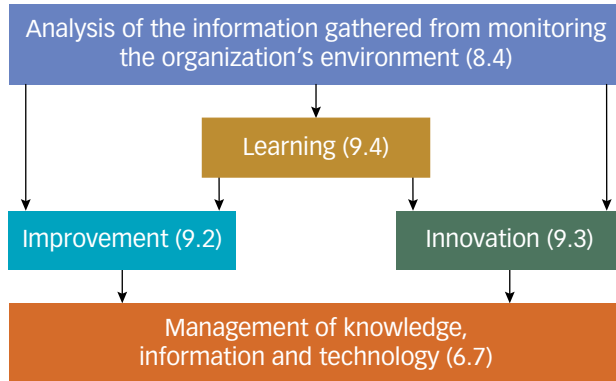 Analysis of the information gathered from monitoring
the organization’s environment (8.4)
Learning (9.4)
Improvement (9.2)
Innovation (9.3)
Management of knowledge,
information and technology (6.7)